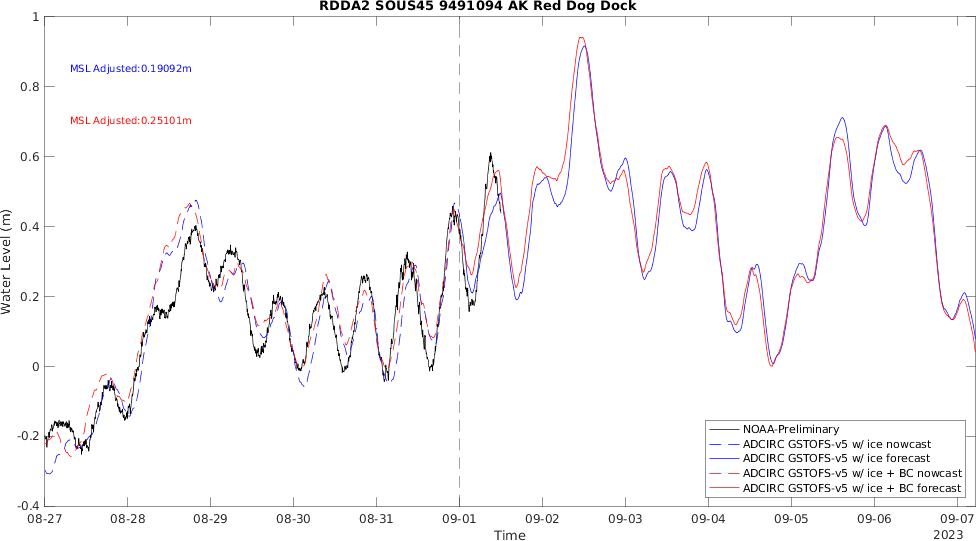 RDDA2 SOUS45 9491094 AK Red Dog Dock
Water Level (m)
1
0.8
0.6
0.4
0.2
0
-0.2
-0.4
MSL Adjusted:0.19092m
MSL Adjusted:0.25101m
NOAA-Preliminary
ADCIRC GSTOFS-v5 w/ ice nowcast
ADCIRC GSTOFS-v5 w/ ice forecast
ADCIRC GSTOFS-v5 w/ ice + BC nowcast
ADCIRC GSTOFS-v5 w/ ice + BC forecast
08-27 08-28 08-29 08-30 08-31 09-01 09-02 09-03 09-04 09-05 09-06 09-07
Time
2023